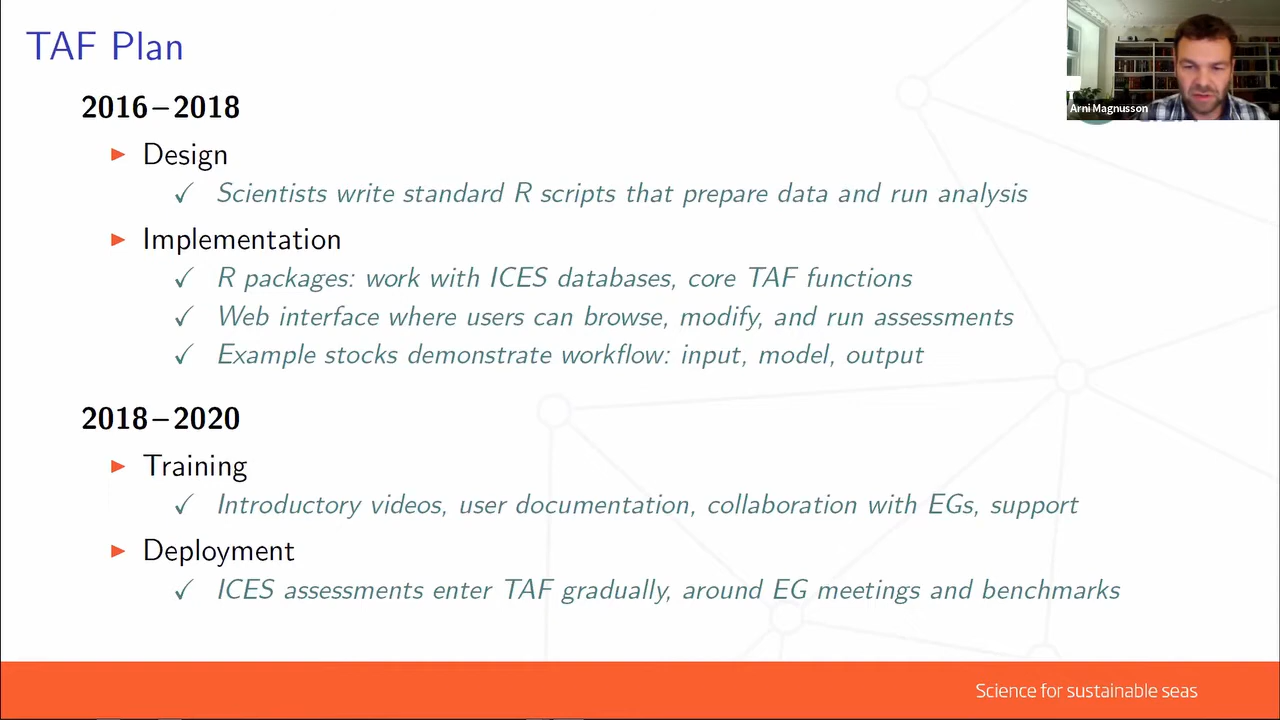 TAF Plan
Arni Magnusson
2016–2018
Design
✓ Scientists write standard R scripts that prepare data and run analysis
Implementation
✓ R packages: work with ICES databases, core TAF functions
✓ Web interface where users can browse, modify, and run assessments
✓ Example stocks demonstrate workflow: input, model, output
2018–2020
Training
✓ Introductory videos, user documentation, collaboration with EGs, support
Deployment
✓ ICES assessments enter TAF gradually, around EG meetings and benchmarks
Science for sustainable seas